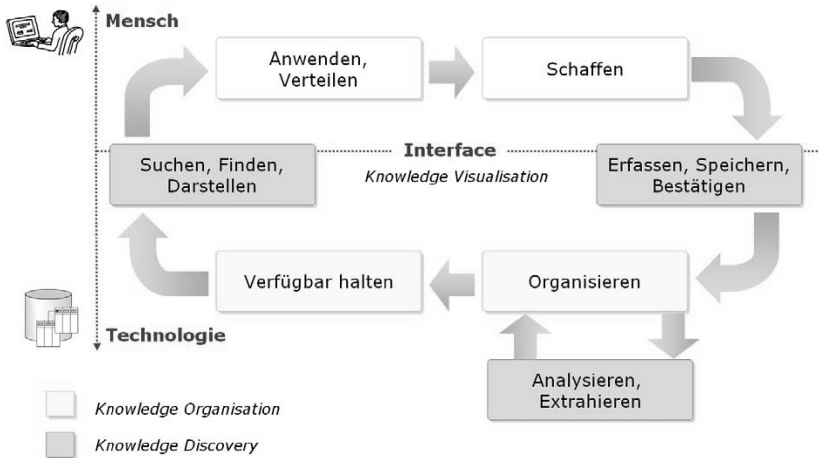 Mensch
Anwenden,
Verteilen
Schaffen
Interface
Suchen, Finden,
Darstellen
Knowledge Visualisation
Erfassen, Speichern,
Bestätigen
Verfügbar halten
Organisieren
Technologie
Analysieren,
Extrahieren
Knowledge Organisation
Knowledge Discovery